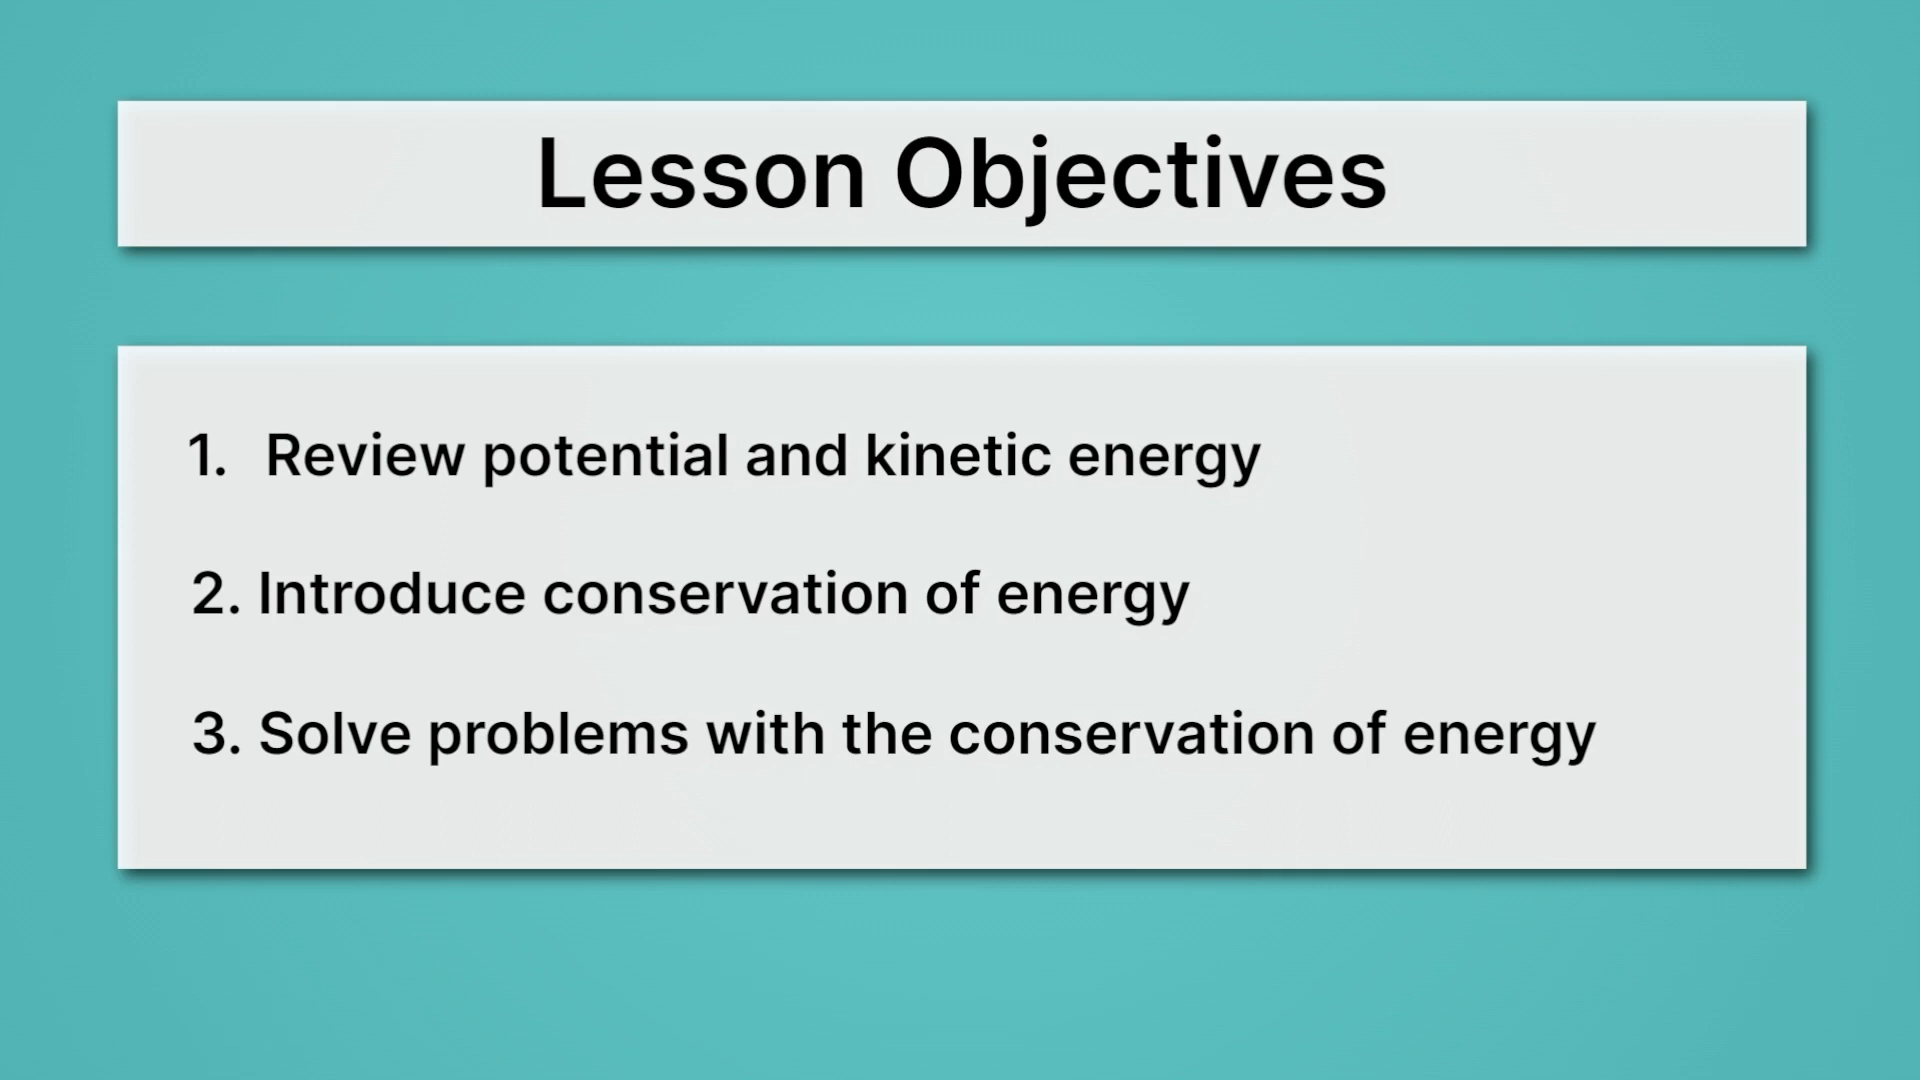 Lesson Objectives
1. Review potential and kinetic energy
2. Introduce conservation of energy
3. Solve problems with the conservation of energy